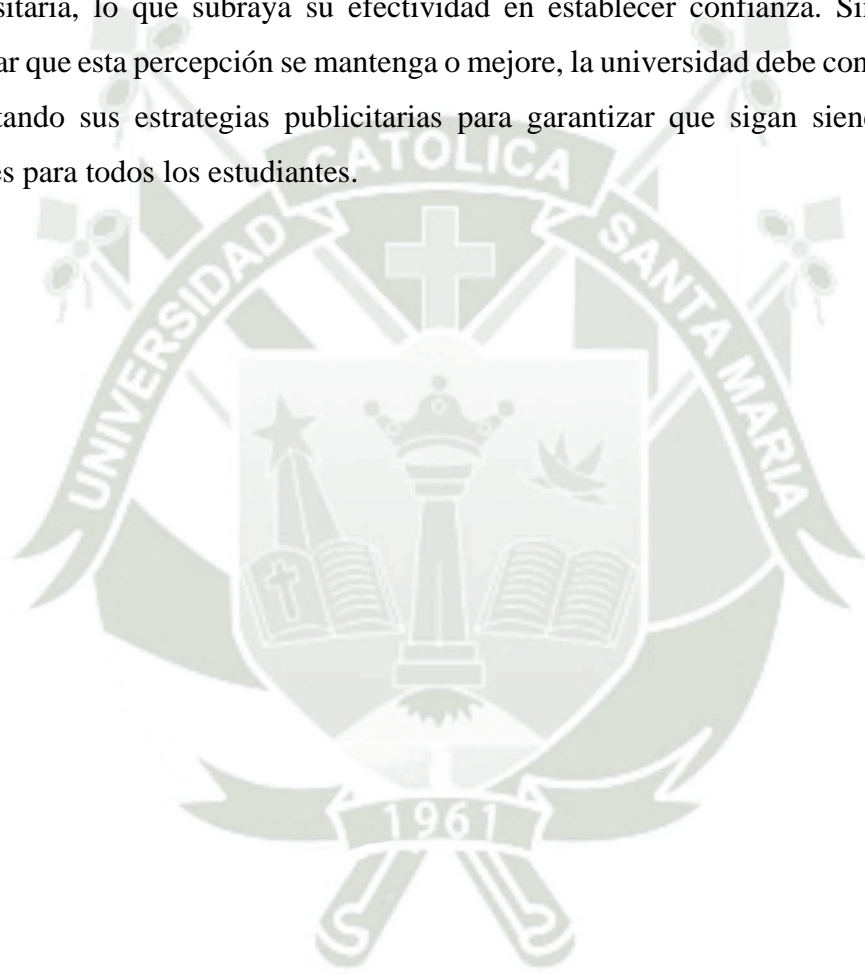 sitaria, lo que subraya su efectividad en establecer confianza. Sin
ar que esta percepción se mantenga o mejore, la universidad debe con
tando sus estrategias publicitarias para garantizar que sigan sien
es para todos los estudiantes.
UNIVERSIDAD CATÓLICA SANTA MARIA
1961